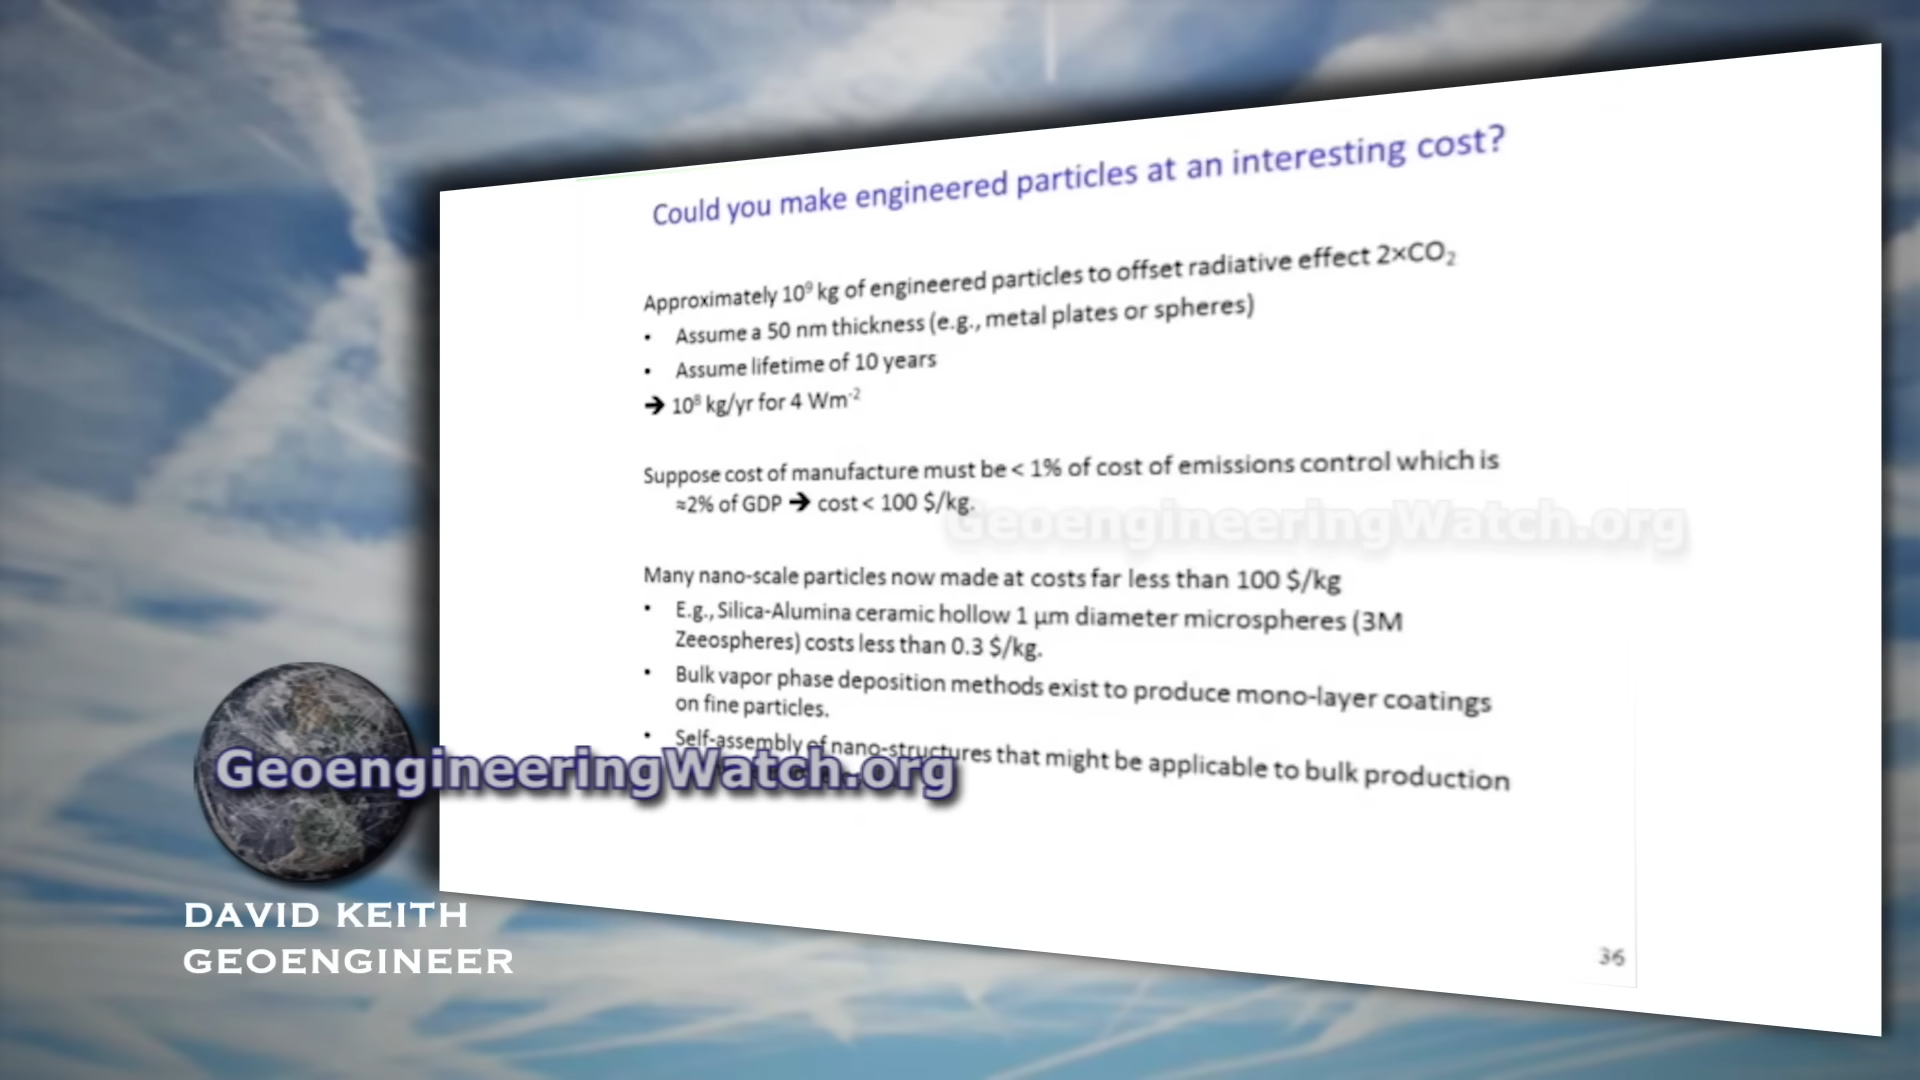 Could you make engineered particles at an interesting cost?
Approximately 10⁹ kg of engineered particles to offset radiative effect 2×CO₂
• Assume a 50 nm thickness (e.g., metal plates or spheres)
• Assume lifetime of 10 years
➔ 10⁸ kg/yr for 4 Wm⁻²
Suppose cost of manufacture must be < 1% of cost of emissions control which is
≈2% of GDP ➔ cost < 100 $/kg.
GeoengineeringWatch.org
Many nano-scale particles now made at costs far less than 100 $/kg
• E.g., Silica-Alumina ceramic hollow 1 μm diameter microspheres (3M
Zeeospheres) costs less than 0.3 $/kg.
• Bulk vapor phase deposition methods exist to produce mono-layer coatings
on fine particles.
• Self-assembly of nano-structures that might be applicable to bulk production
GeoengineeringWatch.org
DAVID KEITH
GEOENGINEER
36